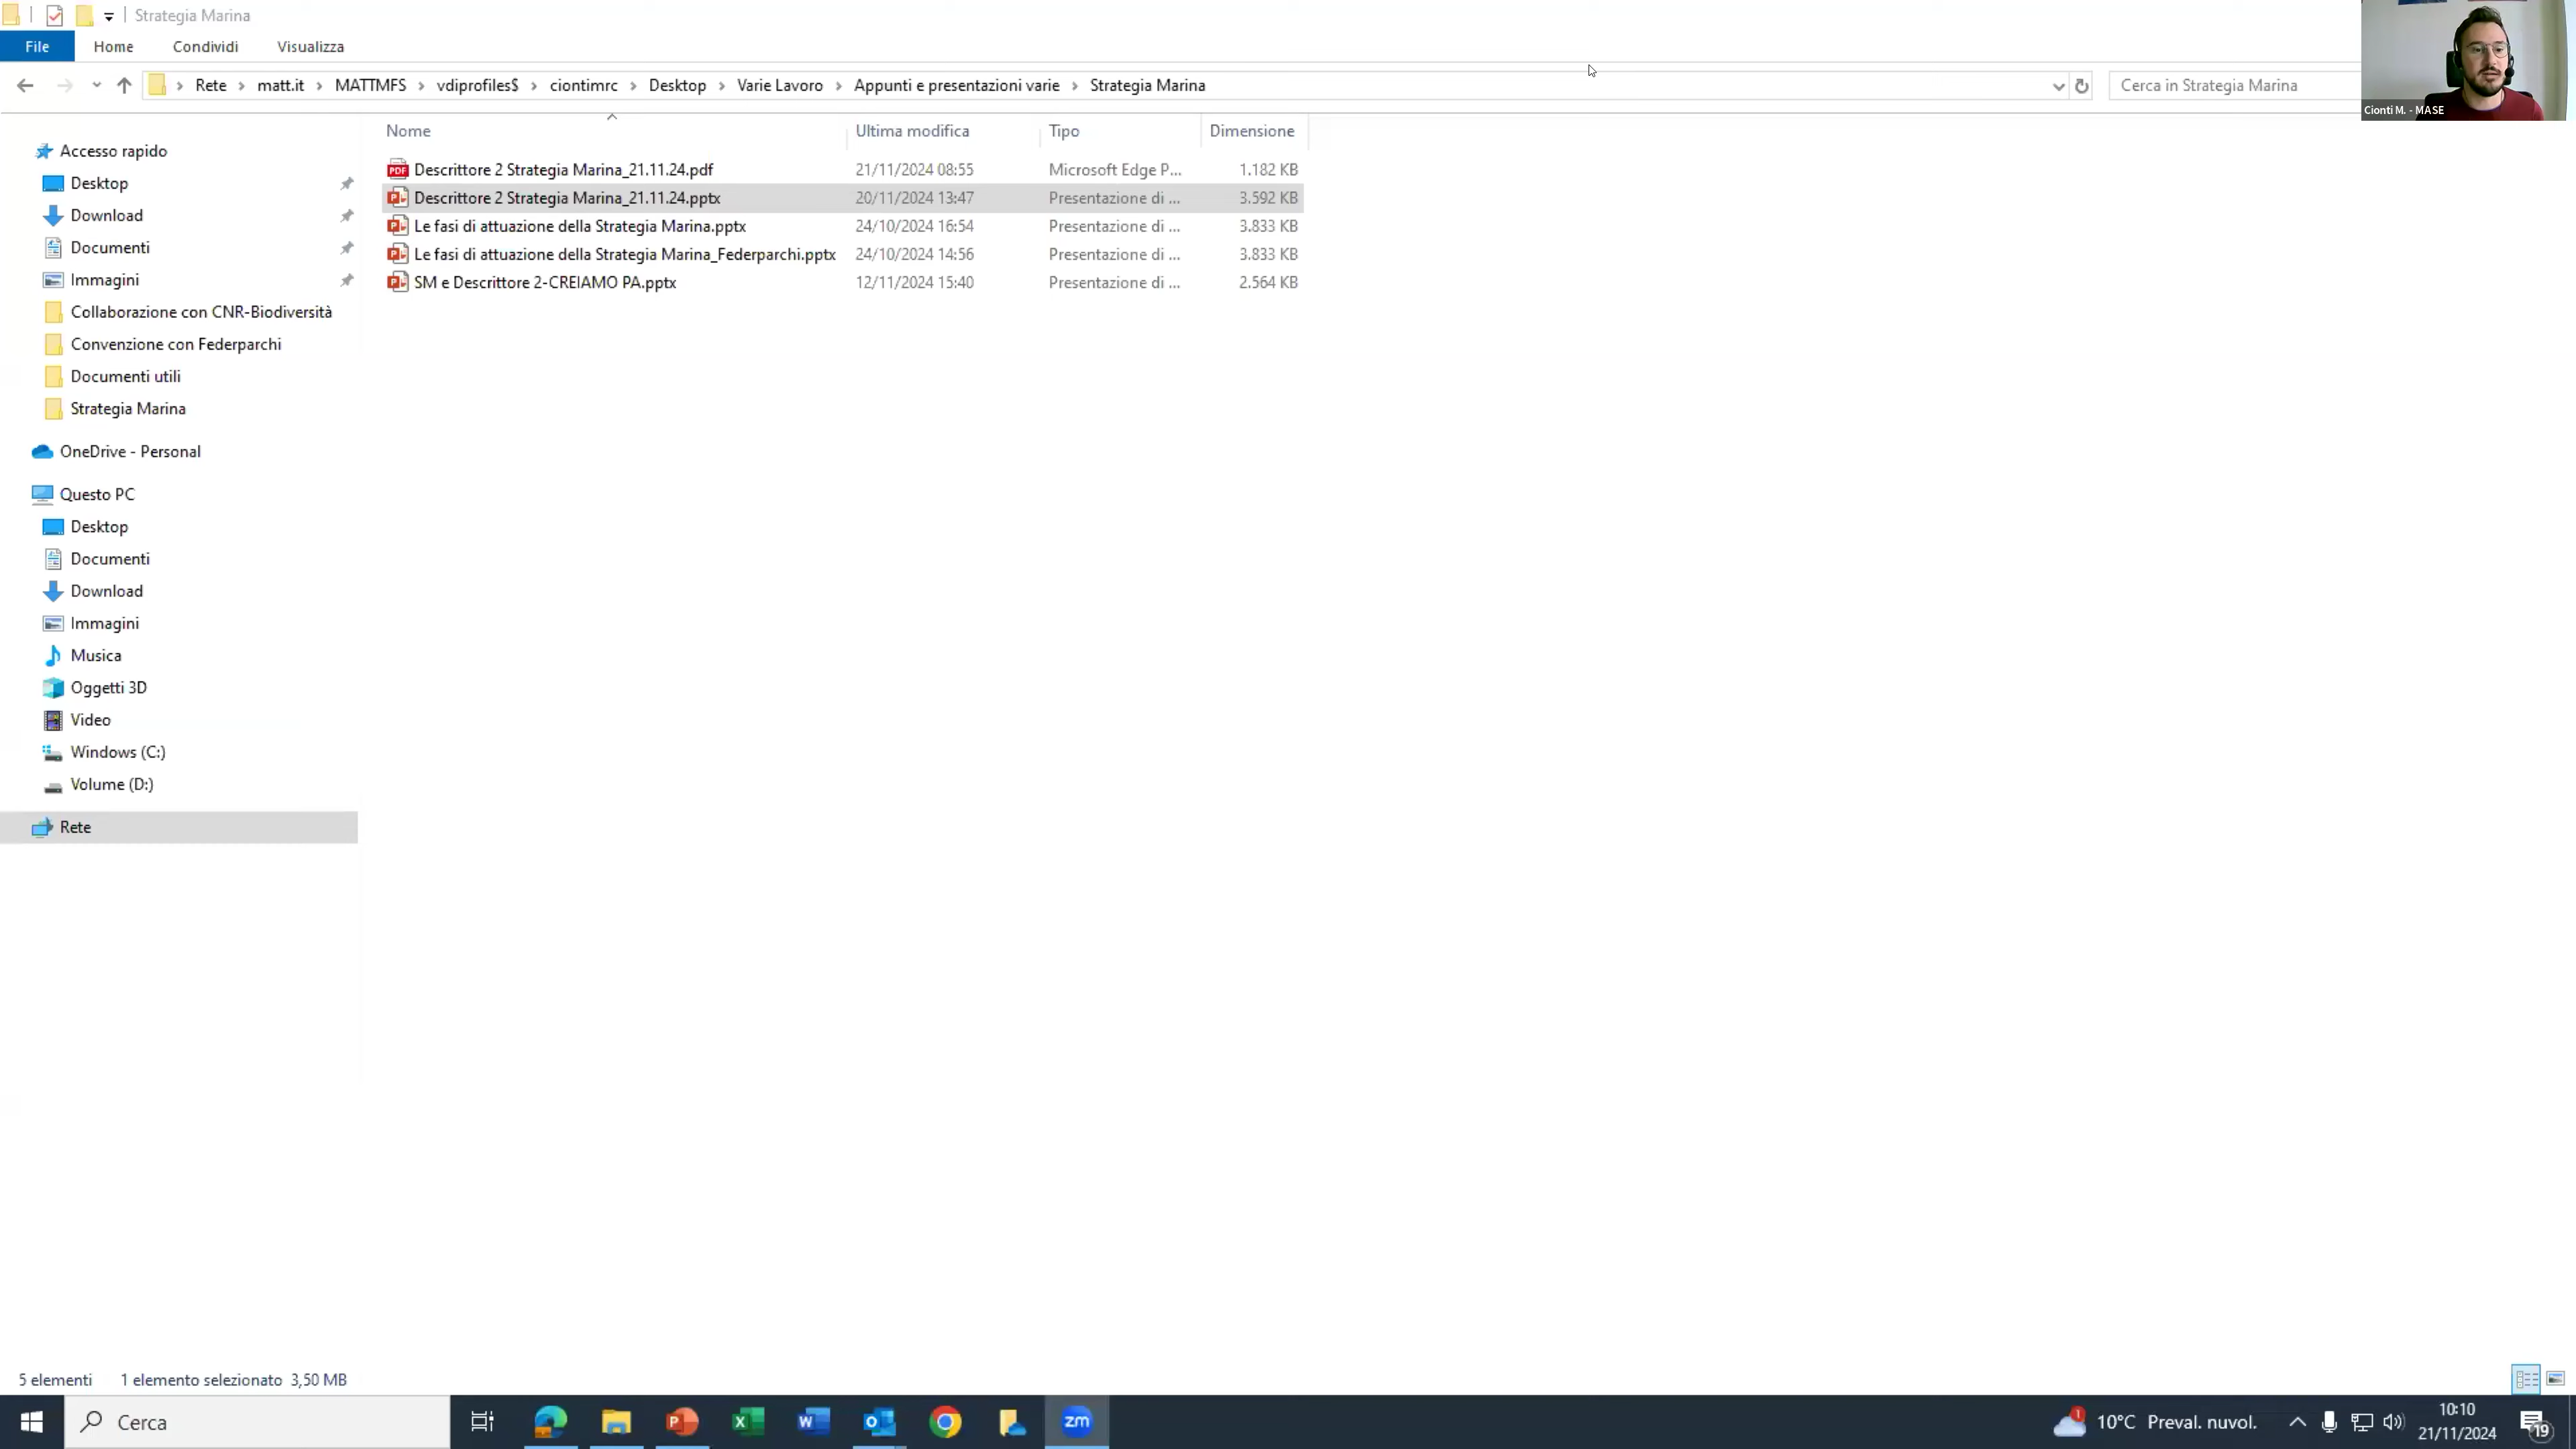 Strategia Marina
File Home Condividi Visualizza
Rete matt.it MATTMFS vdiprofiles$ ciontimrc Desktop Varie Lavoro Appunti e presentazioni varie Strategia Marina
Cerca in Strategia Marina
Cionti M. - MASE
Nome Ultima modifica Tipo Dimensione
Descrittore 2 Strategia Marina_21.11.24.pdf 21/11/2024 08:55 Microsoft Edge P... 1.182 KB
Descrittore 2 Strategia Marina_21.11.24.pptx 20/11/2024 13:47 Presentazione di ... 3.592 KB
Le fasi di attuazione della Strategia Marina.pptx 24/10/2024 16:54 Presentazione di ... 3.833 KB
Le fasi di attuazione della Strategia Marina_Federparchi.pptx 24/10/2024 14:56 Presentazione di ... 3.833 KB
SM e Descrittore 2-CREIAMO PA.pptx 12/11/2024 15:40 Presentazione di ... 2.564 KB
Accesso rapido
Desktop
Download
Documenti
Immagini
Collaborazione con CNR-Biodiversità
Convenzione con Federparchi
Documenti utili
Strategia Marina
OneDrive - Personal
Questo PC
Desktop
Documenti
Download
Immagini
Musica
Oggetti 3D
Video
Windows (C:)
Volume (D:)
Rete
5 elementi 1 elemento selezionato 3,50 MB
Cerca
zm
1
10°C Preval. nuvol.
10:10
21/11/2024
19